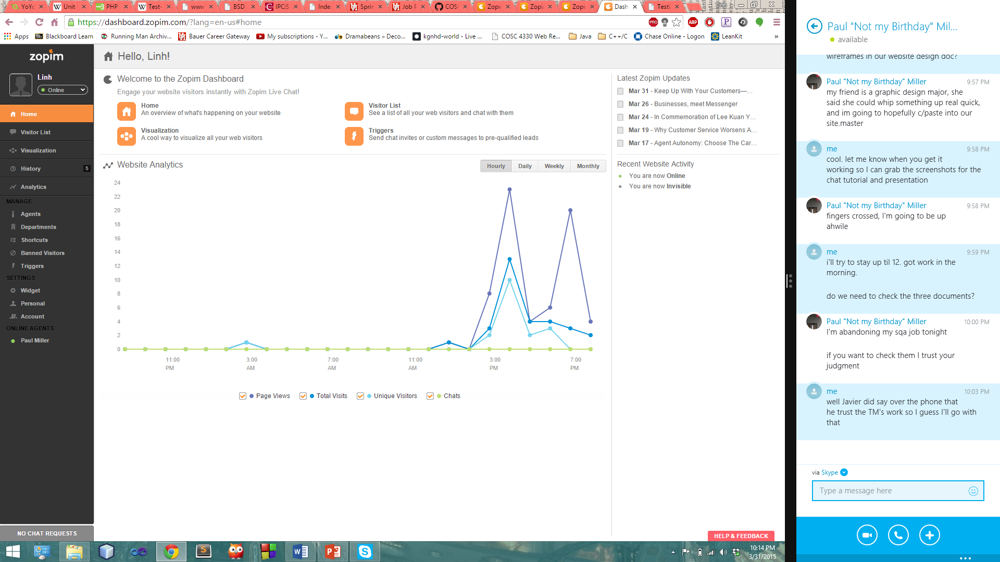 YoYo
Unit
PHP
Test-
www
BSD
IPC:S
Inde
Sprin
Job F
COSC
Zopin
Zopi
Zopi
Dash
Testi
Linh
https://dashboard.zopim.com/?lang=en-us#home
Apps
Blackboard Learn
Running Man Archiv...
Bauer Career Gateway
My subscriptions - Y...
Dramabeans » Deco...
kgnhd-world - Live ...
COSC 4330 Web Re...
Java
C++/C
Chase Online - Logon
LeanKit
»
zopim
Linh
Online
Home
Visitor List
Visualization
History
5
Analytics
MANAGE
Agents
Departments
Shortcuts
Banned Visitors
Triggers
SETTINGS
Widget
Personal
Account
ONLINE AGENTS
Paul Miller
NO CHAT REQUESTS
Hello, Linh!
Welcome to the Zopim Dashboard
Engage your website visitors instantly with Zopim Live Chat!
Home
An overview of what's happening on your website
Visitor List
See a list of all your web visitors and chat with them
Visualization
A cool way to visualize all your web visitors
Triggers
Send chat invites or custom messages to pre-qualified leads
Website Analytics
Hourly Daily Weekly Monthly
24
22
20
18
16
14
12
10
8
6
4
2
0
11:00 PM
3:00 AM
7:00 AM
11:00 AM
3:00 PM
7:00 PM
Page Views Total Visits Unique Visitors Chats
Latest Zopim Updates
Mar 31 - Keep Up With Your Customers—...
Mar 26 - Businesses, meet Messenger
Mar 24 - In Commemoration of Lee Kuan Y...
Mar 19 - Why Customer Service Worsens A...
Mar 17 - Agent Autonomy: Choose The Car...
Recent Website Activity
You are now Online
You are now Invisible
HELP & FEEDBACK
Paul "Not my Birthday" Mil...
available
wireframes in our website design doc?
Paul "Not my Birthday" Miller 9:57 PM
my friend is a graphic design major, she
said she could whip something up real quick,
and im going to hopefully c/paste into our
site.master
me 9:58 PM
cool. let me know when you get it
working so I can grab the screenshots for the
chat tutorial and presentation
Paul "Not my Birthday" Miller 9:58 PM
fingers crossed, I'm going to be up
ahwile
me 9:59 PM
i'll try to stay up til 12. got work in the
morning.
do we need to check the three documents?
Paul "Not my Birthday" Miller 10:00 PM
I'm abandoning my sqa job tonight
if you want to check them I trust your
judgment
me 10:03 PM
well Javier did say over the phone that
he trust the TM's work so I guess I'll go with
that
via Skype
Type a message here
10:14 PM
3/31/2015